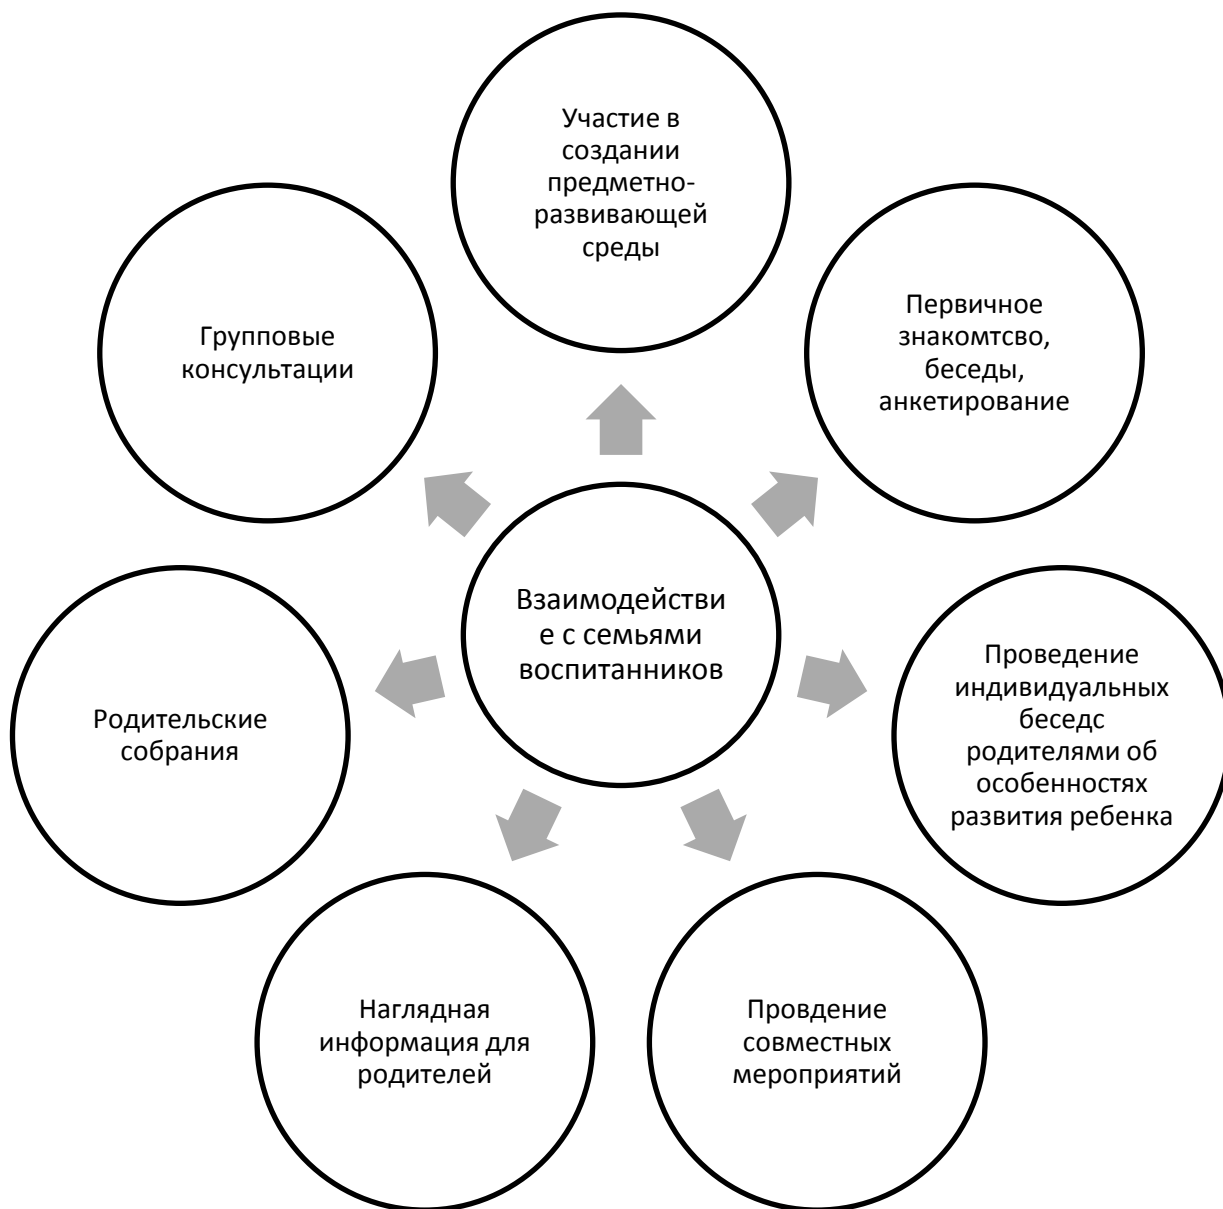 Участие в
создании
предметно-
развивающей
среды
Первичное
знакомтсво,
беседы,
анкетирование
Проведение
индивидуальных
беседс
родителями об
особенностях
развития ребенка
Провдение
совместных
мероприятий
Наглядная
информация для
родителей
Родительские
собрания
Групповые
консультации
Взаимодействи
е с семьями
воспитанников